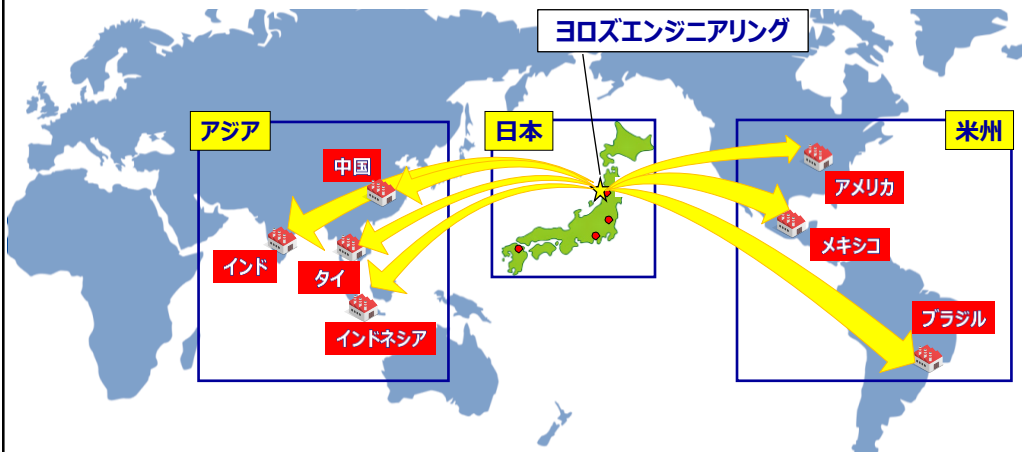 ヨロズエンジニアリング
アジア
日本
米州
中国
アメリカ
メキシコ
インド
タイ
インドネシア
ブラジル